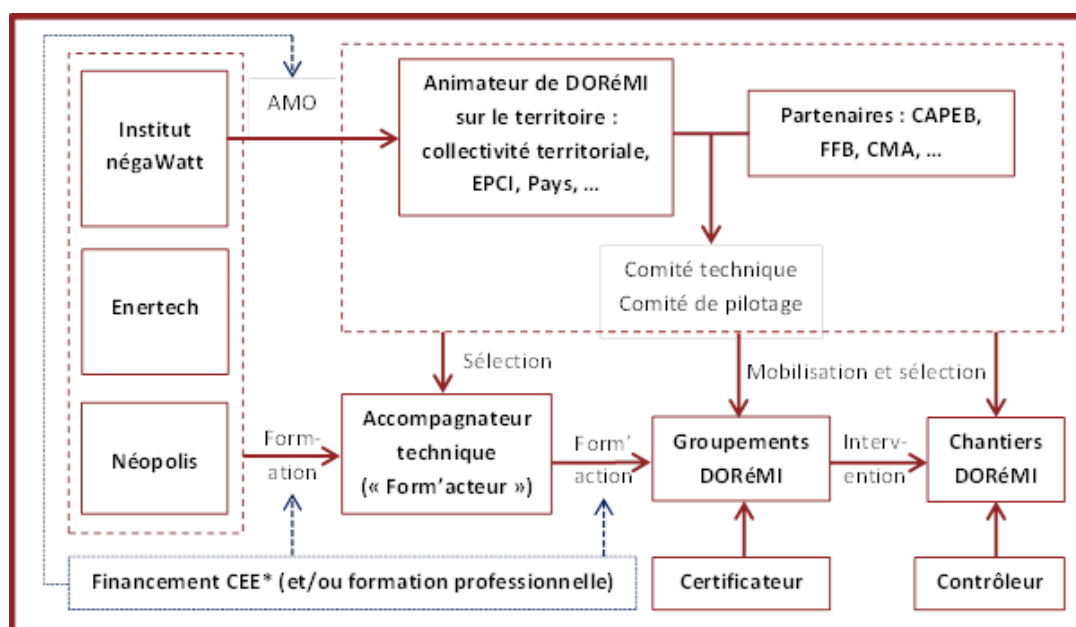 Institut
négaWatt
AMO
Animateur de DORéMI
sur le territoire :
collectivité territoriale,
EPCI, Pays, ...
Partenaires : CAPEB,
FFB, CMA, ...
Enertech
Comité technique
Comité de pilotage
Sélection
Mobilisation et sélection
Néopolis
Form-
ation
Accompagnateur
technique
(« Form'acteur »)
Form'
action
Groupements
DORéMI
Interv-
ention
Chantiers
DORéMI
Financement CEE* (et/ou formation professionnelle)
Certificateur
Contrôleur